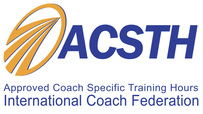 ACSTH
Approved Coach Specific Training Hours
International Coach Federation